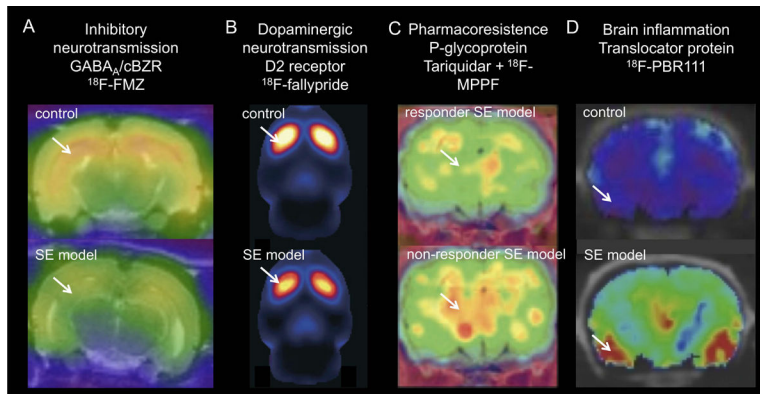 A
Inhibitory
neurotransmission
GABA_A/cBZR
¹⁸F-FMZ
control
SE model
B
Dopaminergic
neurotransmission
D2 receptor
¹⁸F-fallypride
control
SE model
C
Pharmacoresistence
P-glycoprotein
Tariquidar + ¹⁸F-
MPPF
responder SE model
non-responder SE model
D
Brain inflammation
Translocator protein
¹⁸F-PBR111
control
SE model